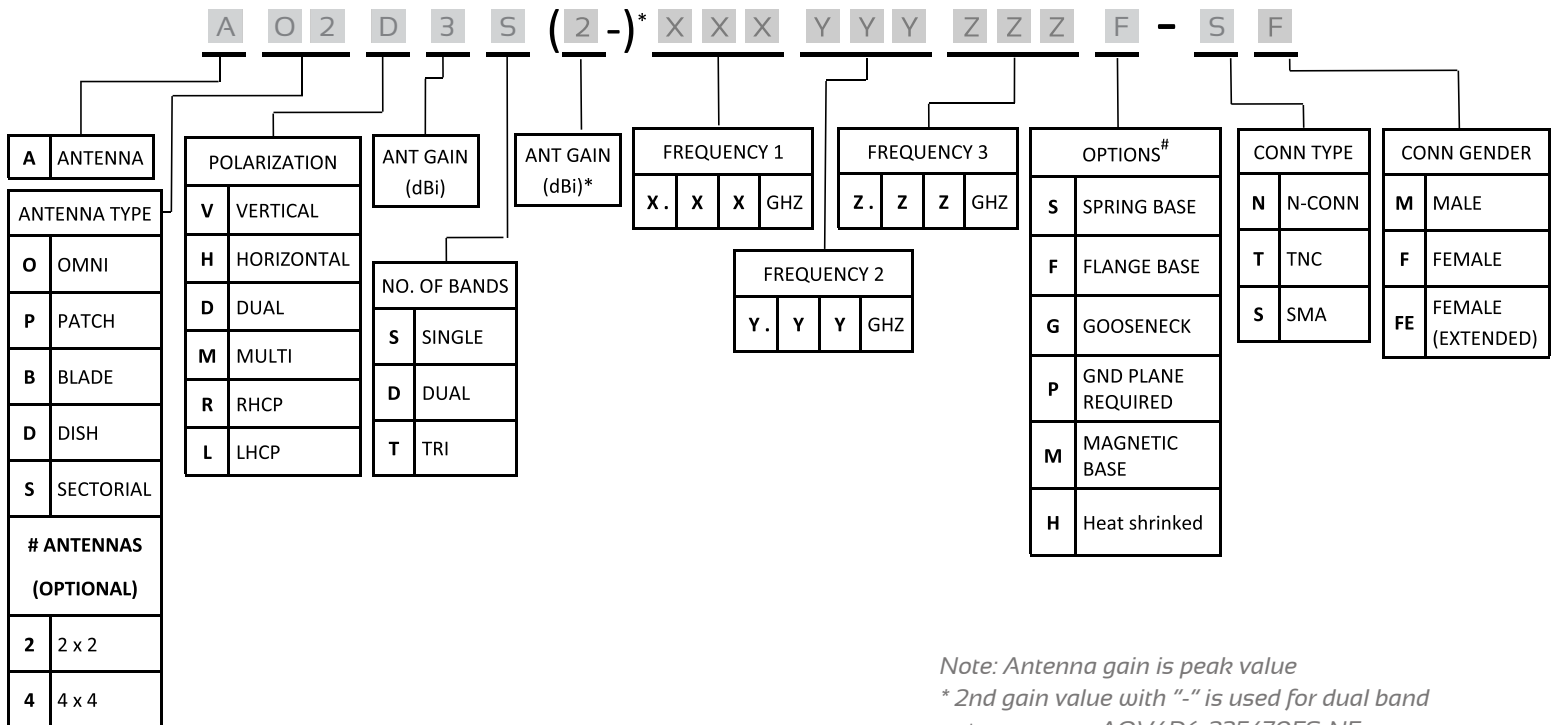 A O 2 D 3 S (2-)* X X X Y Y Y Z Z Z F - S F
A ANTENNA
ANTENNA TYPE
O OMNI
P PATCH
B BLADE
D DISH
S SECTORIAL
# ANTENNAS
(OPTIONAL)
2 2 x 2
4 4 x 4
POLARIZATION
V VERTICAL
H HORIZONTAL
D DUAL
M MULTI
R RHCP
L LHCP
ANT GAIN
(dBi)
NO. OF BANDS
S SINGLE
D DUAL
T TRI
ANT GAIN
(dBi)*
FREQUENCY 1
X. X X GHZ
FREQUENCY 2
Y. Y Y GHZ
FREQUENCY 3
Z. Z Z GHZ
OPTIONS#
S SPRING BASE
F FLANGE BASE
G GOOSENECK
P GND PLANE
REQUIRED
M MAGNETIC
BASE
H Heat shrinked
CONN TYPE
N N-CONN
T TNC
S SMA
CONN GENDER
M MALE
F FEMALE
FE FEMALE
(EXTENDED)
Note: Antenna gain is peak value
* 2nd gain value with "-" is used for dual band